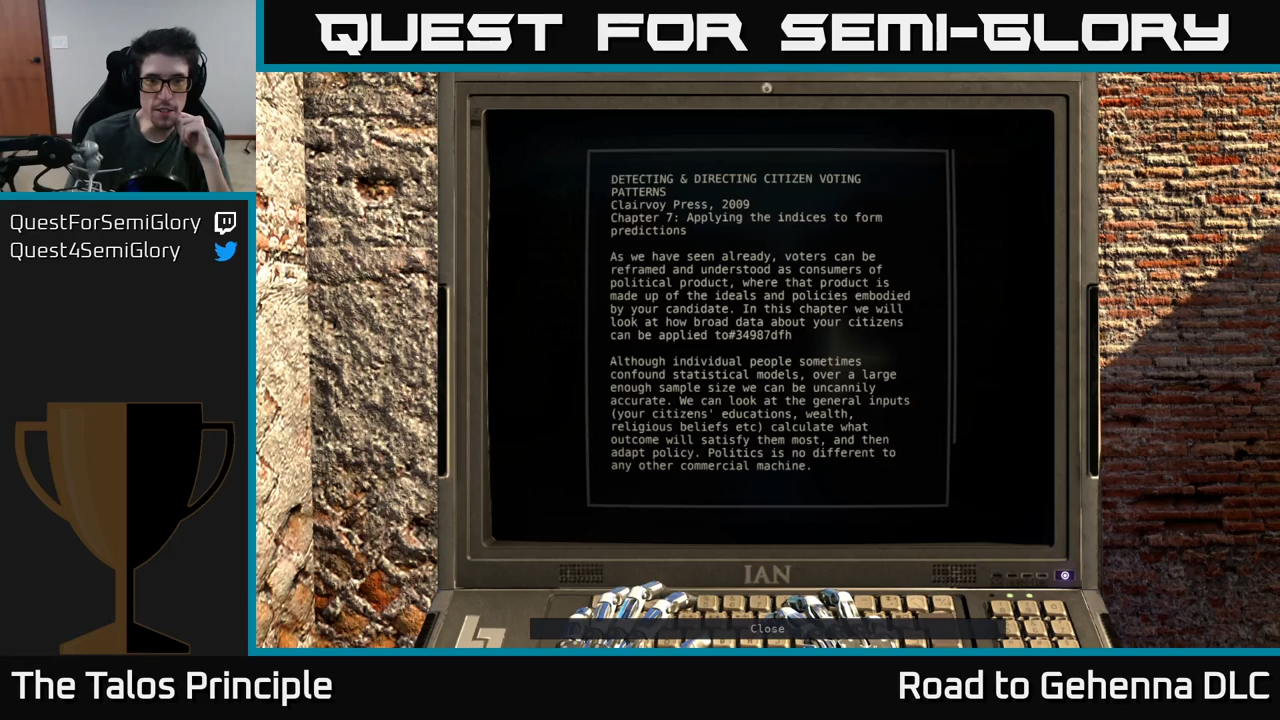 QUEST FOR SEMI-GLORY
QuestForSemiGlory
Quest4SemiGlory
DETECTING & DIRECTING CITIZEN VOTING
PATTERNS
Clairvoy Press, 2009
Chapter 7: Applying the indices to form
predictions
As we have seen already, voters can be
reframed and understood as consumers of
political product, where that product is
made up of the ideals and policies embodied
by your candidate. In this chapter we will
look at how broad data about your citizens
can be applied to#34987dfh
Although individual people sometimes
confound statistical models, over a large
enough sample size we can be uncannily
accurate. We can look at the general inputs
(your citizens' educations, wealth,
religious beliefs etc) calculate what
outcome will satisfy them most, and then
adapt policy. Politics is no different to
any other commercial machine.
IAN
Close
The Talos Principle
Road to Gehenna DLC